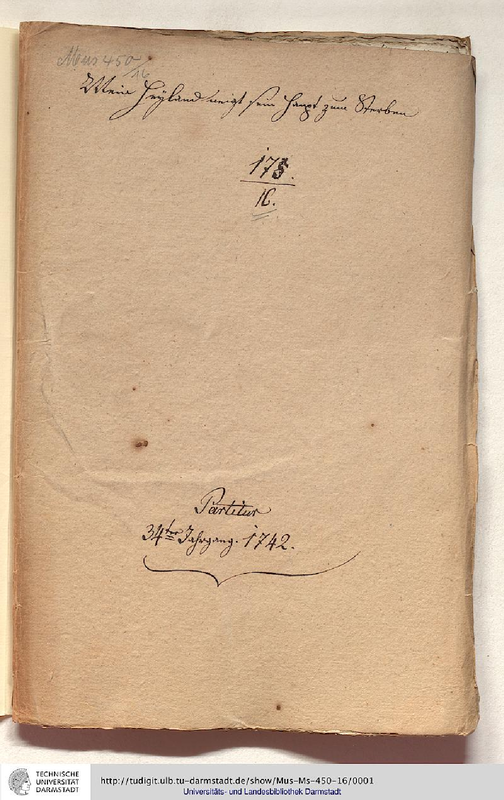 Mus 450/16
Mein Heyland neigt sein Haupt zum Sterben
175.
16.
Partitur
34ter Jahrgang. 1742.
TECHNISCHE
UNIVERSITÄT
DARMSTADT
http://tudigit.ulb.tu-darmstadt.de/show/Mus-Ms-450-16/0001
Universitäts- und Landesbibliothek Darmstadt